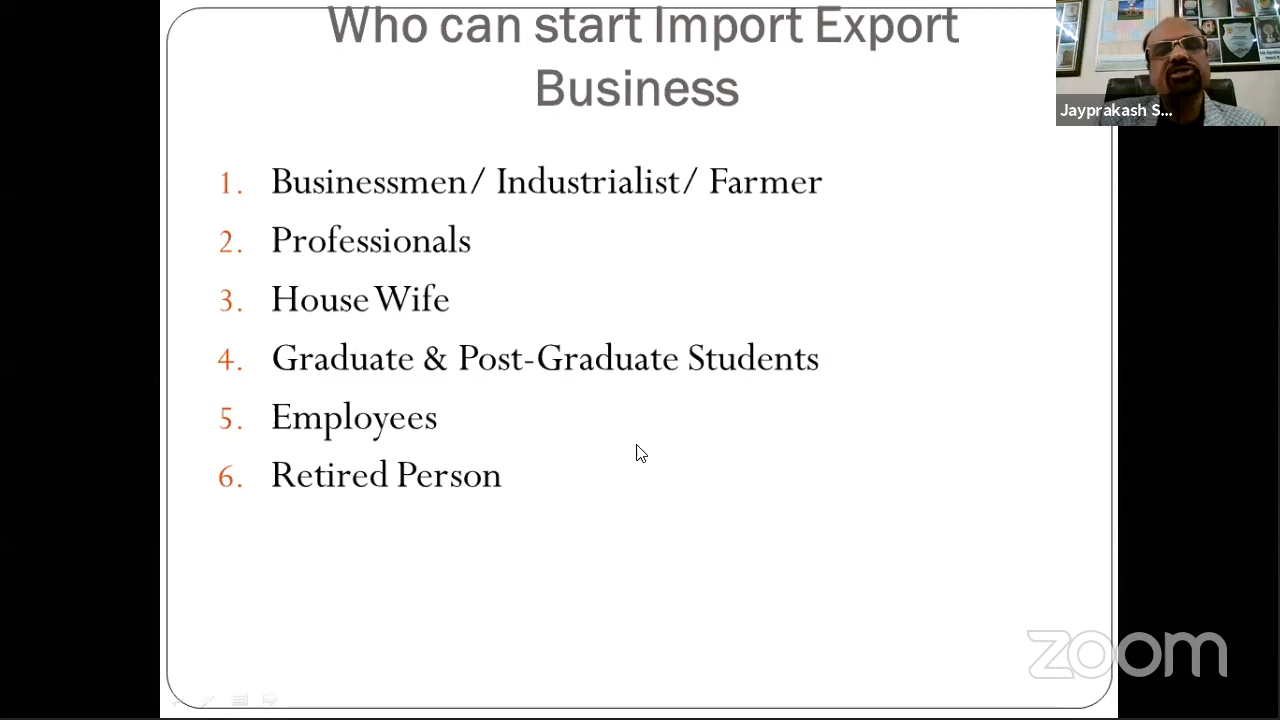 Who can start Import Export
Business
Jayprakash S...
1. Businessmen/ Industrialist/ Farmer
2. Professionals
3. House Wife
4. Graduate & Post-Graduate Students
5. Employees
6. Retired Person
zoom